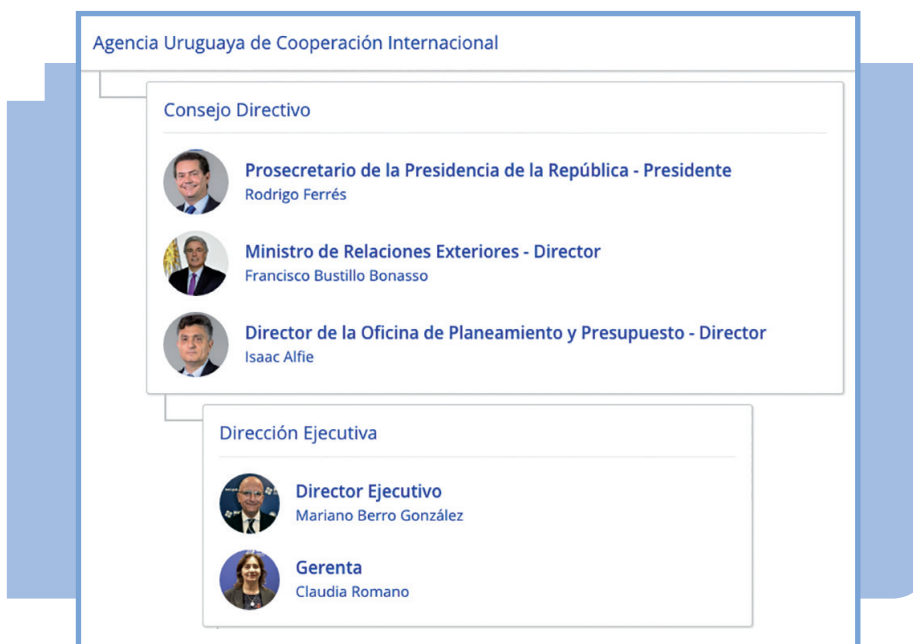 Agencia Uruguaya de Cooperación Internacional
Consejo Directivo
Prosecretario de la Presidencia de la República - Presidente
Rodrigo Ferrés
Ministro de Relaciones Exteriores - Director
Francisco Bustillo Bonasso
Director de la Oficina de Planeamiento y Presupuesto - Director
Isaac Alfie
Dirección Ejecutiva
Director Ejecutivo
Mariano Berro González
Gerenta
Claudia Romano